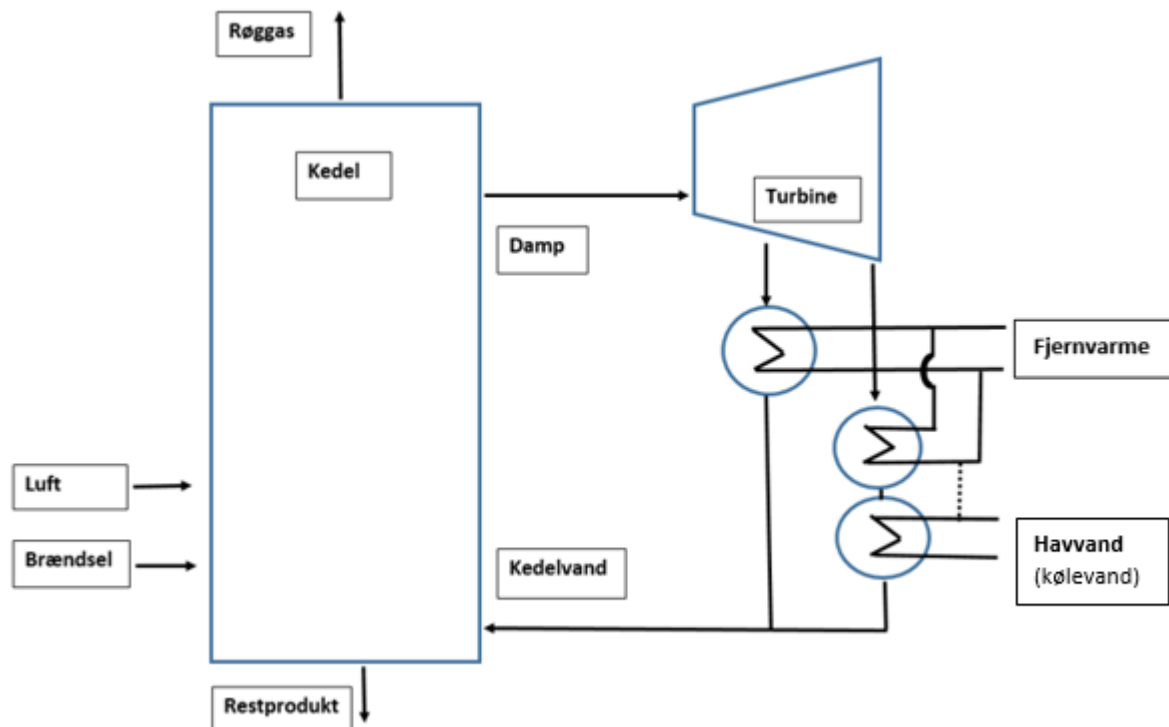 Røggas
Kedel
Turbine
Damp
Fjernvarme
Luft
Brændsel
Kedelvand
Havvand
(kølevand)
Restprodukt